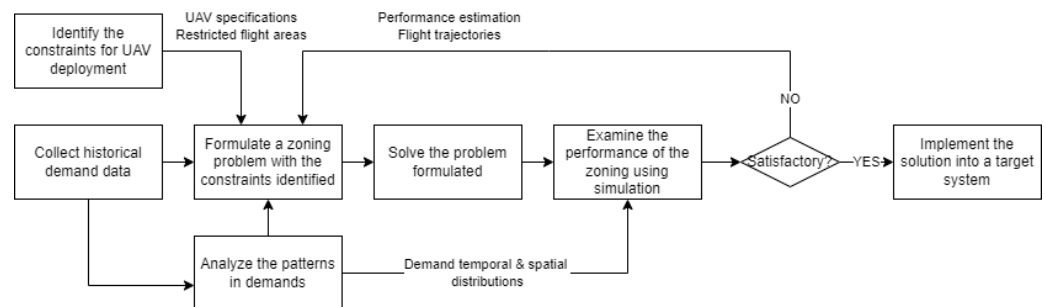 Identify the
constraints for UAV
deployment
UAV specifications
Restricted flight areas
Performance estimation
Flight trajectories
NO
Collect historical
demand data
Formulate a zoning
problem with the
constraints identified
Solve the problem
formulated
Examine the
performance of the
zoning using
simulation
Satisfactory?
YES
Implement the
solution into a target
system
Analyze the patterns
in demands
Demand temporal & spatial
distributions